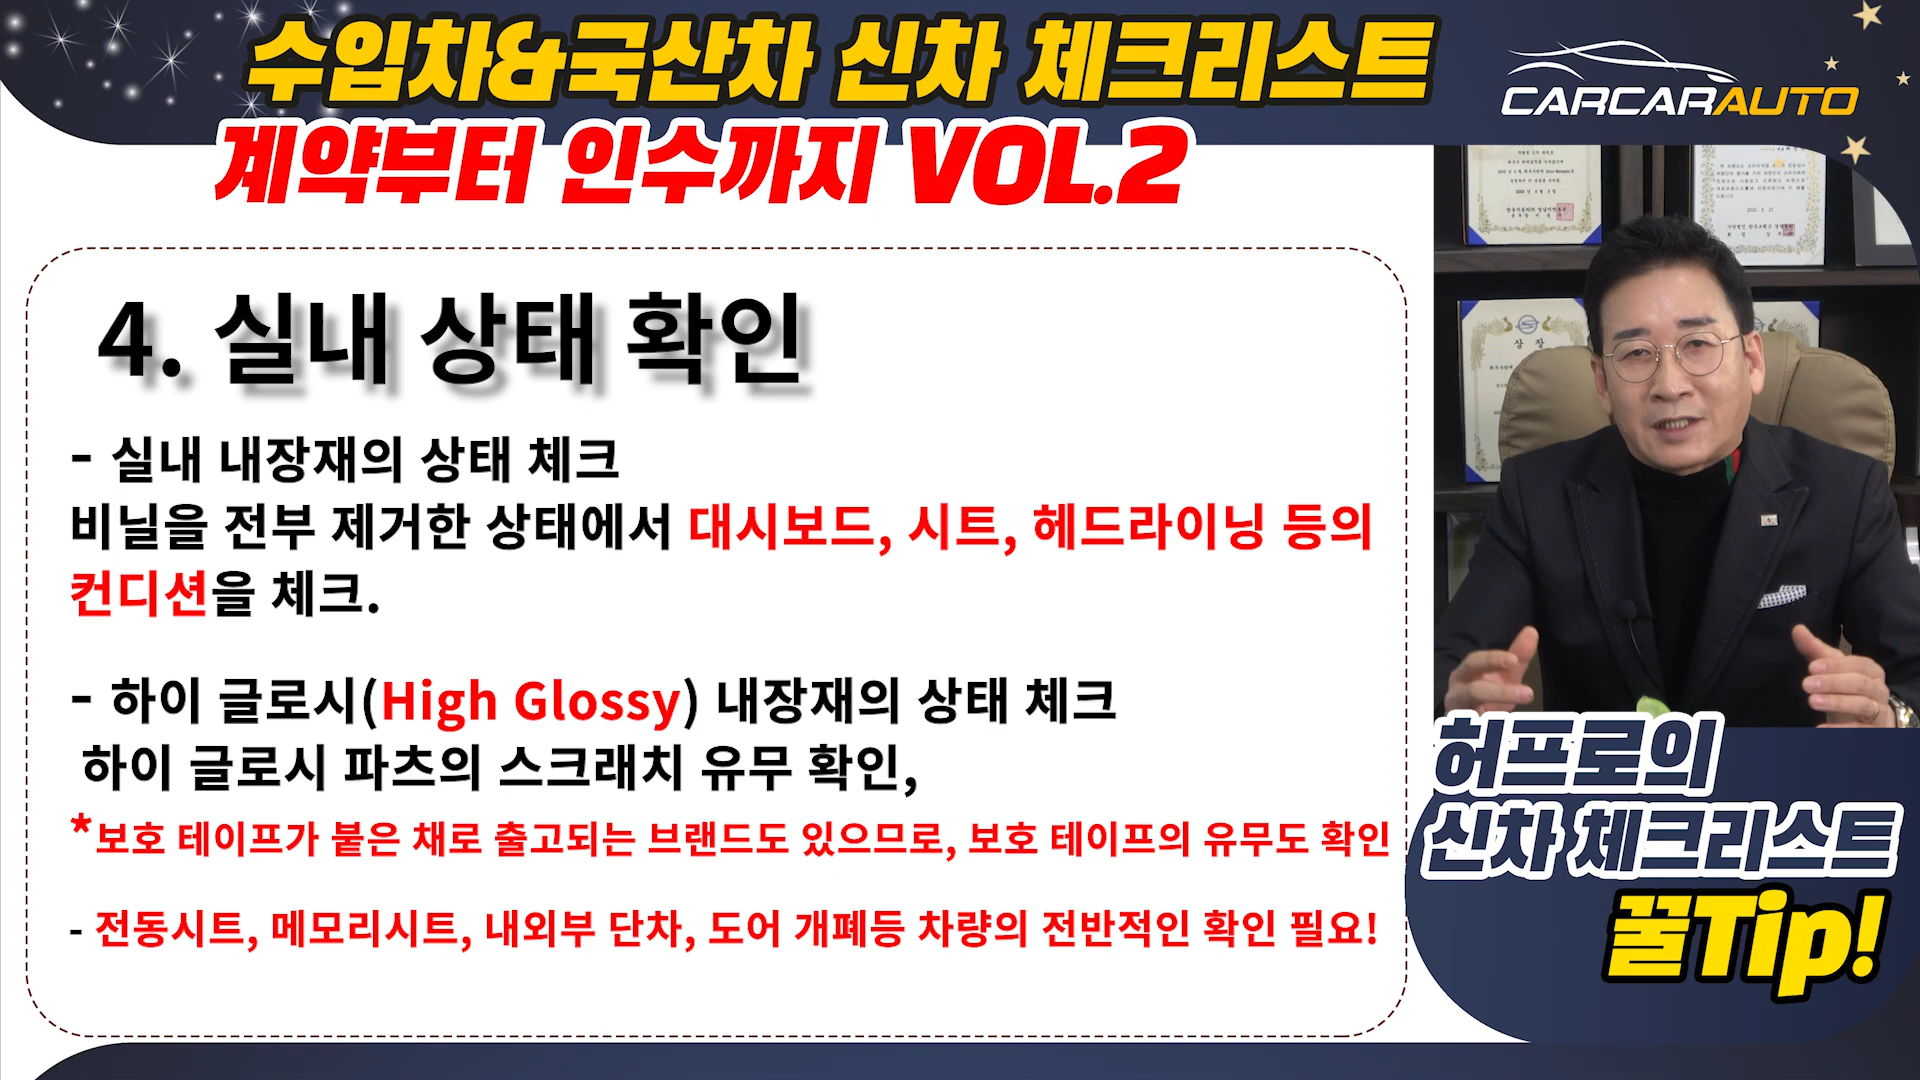 수입차&국산차 신차 체크리스트
계약부터 인수까지 VOL.2
CARCARAUTO
4. 실내 상태 확인
- 실내 내장재의 상태 체크
비닐을 전부 제거한 상태에서 대시보드, 시트, 헤드라이닝 등의
컨디션을 체크.
- 하이 글로시(High Glossy) 내장재의 상태 체크
하이 글로시 파츠의 스크래치 유무 확인,
*보호 테이프가 붙은 채로 출고되는 브랜드도 있으므로, 보호 테이프의 유무도 확인
- 전동시트, 메모리시트, 내외부 단차, 도어 개폐등 차량의 전반적인 확인 필요!
상장
허프로의
신차 체크리스트
꿀Tip!